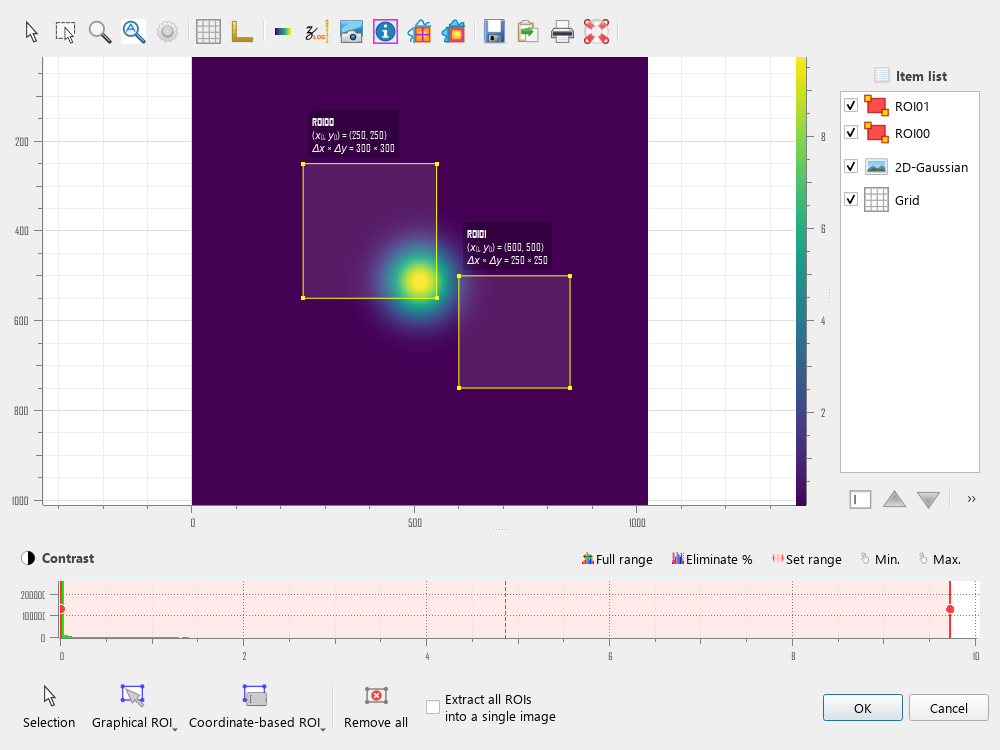 Item list
ROI01
ROI00
2D-Gaussian
Grid
ROI00
(x₀, y₀) = (250, 250)
Δx × Δy = 300 × 300
ROI01
(x₀, y₀) = (600, 500)
Δx × Δy = 250 × 250
200
400
600
800
1000
0
500
1000
8
6
4
2
››
Contrast
Full range
Eliminate %
Set range
Min.
Max.
200000
100000
0
0
2
4
6
8
10
Selection
Graphical ROI
Coordinate-based ROI
Remove all
Extract all ROIs
into a single image
OK
Cancel